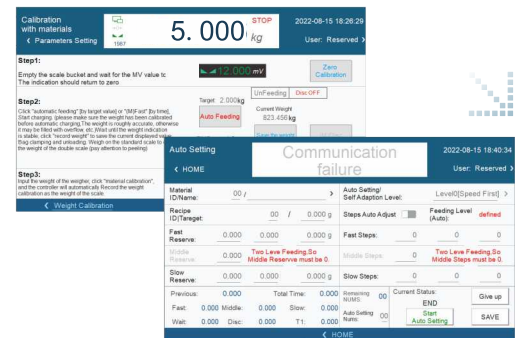 Calibration
with materials
< Parameters Setting
1987
5. 000 kg
STOP
2022-08-15 18:26:29
User: Reserved >
Step1:
Empty the scale bucket and wait for the MV value tc
The indication should return to zero
12.000 mV
Zero
Calibration
UnFeeding Disc OFF
Step2:
Click "automatic feeding" [by target value] or "(M)Fast" [by time],
Start charging. (please make sure the weight has been calibrated
before automatic charging,The weight is roughly accurate, otherwise
it may be filled with overflow, etc.)Wait until the weight indication
is stable, click "record weight" to save the current displayed value
Bag clamping and unloading. Weigh on the standard scale to
the weight of the double scale (pay attention to peeling)
Target 2.000kg
Auto Feeding
Current Weight
823.456kg
Save the weight
Step3:
Input the weight of the weigher, click "material calibration",
and the controller will automatically Record the weight
calibration as the weight of the scale
< Weight Calibration
Auto Setting
< HOME
Communication
failure
2022-08-15 18:40:34
User: Reserved >
Material
ID/Name: 00 / >
Auto Setting/
Self Adaption Level: Level0[Speed First] >
Recipe
ID|Tareget: 00 / 0.000 g
Steps Auto Adjust
Feeding Level
(Auto): defined
Fast
Reserve: 0.000 0.000 0.000 g
Fast Steps: 0 0 0
Middle
Reserve: 0.000 Two Leve Feeding,So
Middle Reserve must be 0.
Middle Steps: 0 Two Leve Feeding,So
Middle Steps must be 0.
Slow
Reserve: 0.000 0.000 0.000 g
Slow Steps: 0 0 0
Previous: 0.000 Total Time: 0.000
Fast: 0.000 Middle: 0.000 Slow: 0.000
Wait: 0.000 Disc: 0.000 T1: 0.000
Remaining
NUMS: 00
Auto Setting
Nums: 00
Current Status:
END
Start
Auto Setting
Give up
SAVE
< HOME